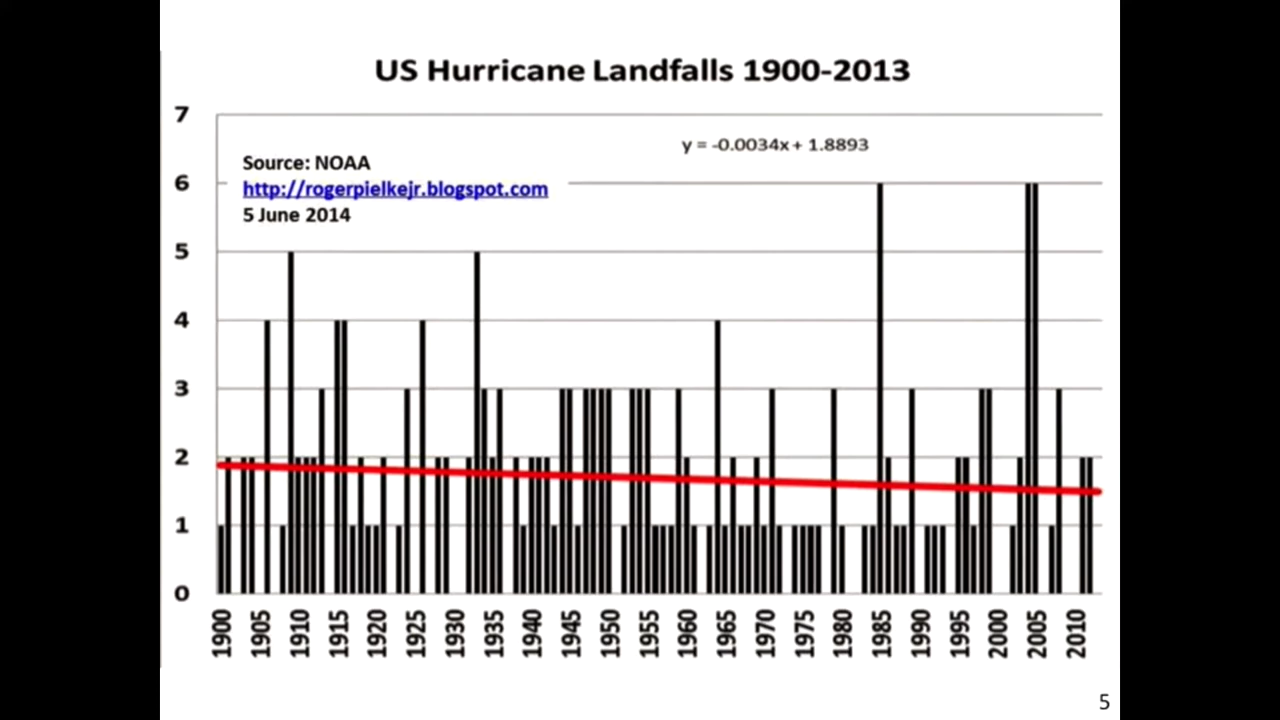 US Hurricane Landfalls 1900-2013
7
y = -0.0034x + 1.8893
Source: NOAA
6
http://rogerpielkejr.blogspot.com
5 June 2014
5
4
3
2
1
0
1900 1905 1910 1915 1920 1925 1930 1935 1940 1945 1950 1955 1960 1965 1970 1975 1980 1985 1990 1995 2000 2005 2010
5